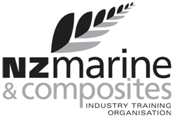 NZmarine
& composites
INDUSTRY TRAINING
ORGANISATION